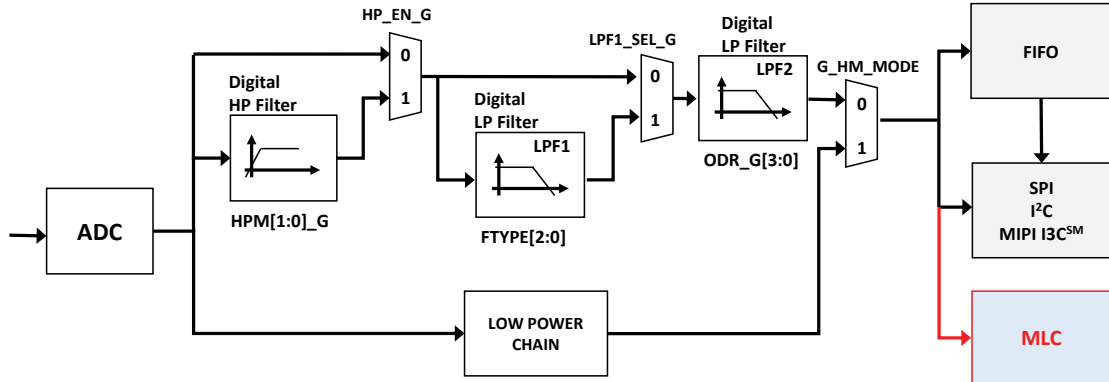 HP_EN_G
0
1
Digital
HP Filter
HPM[1:0]_G
ADC
Digital
LP Filter
LPF1
FTYPE[2:0]
LPF1_SEL_G
0
1
Digital
LP Filter
LPF2
ODR_G[3:0]
G_HM_MODE
0
1
LOW POWER
CHAIN
FIFO
SPI
I²C
MIPI I3Cˢᴹ
MLC